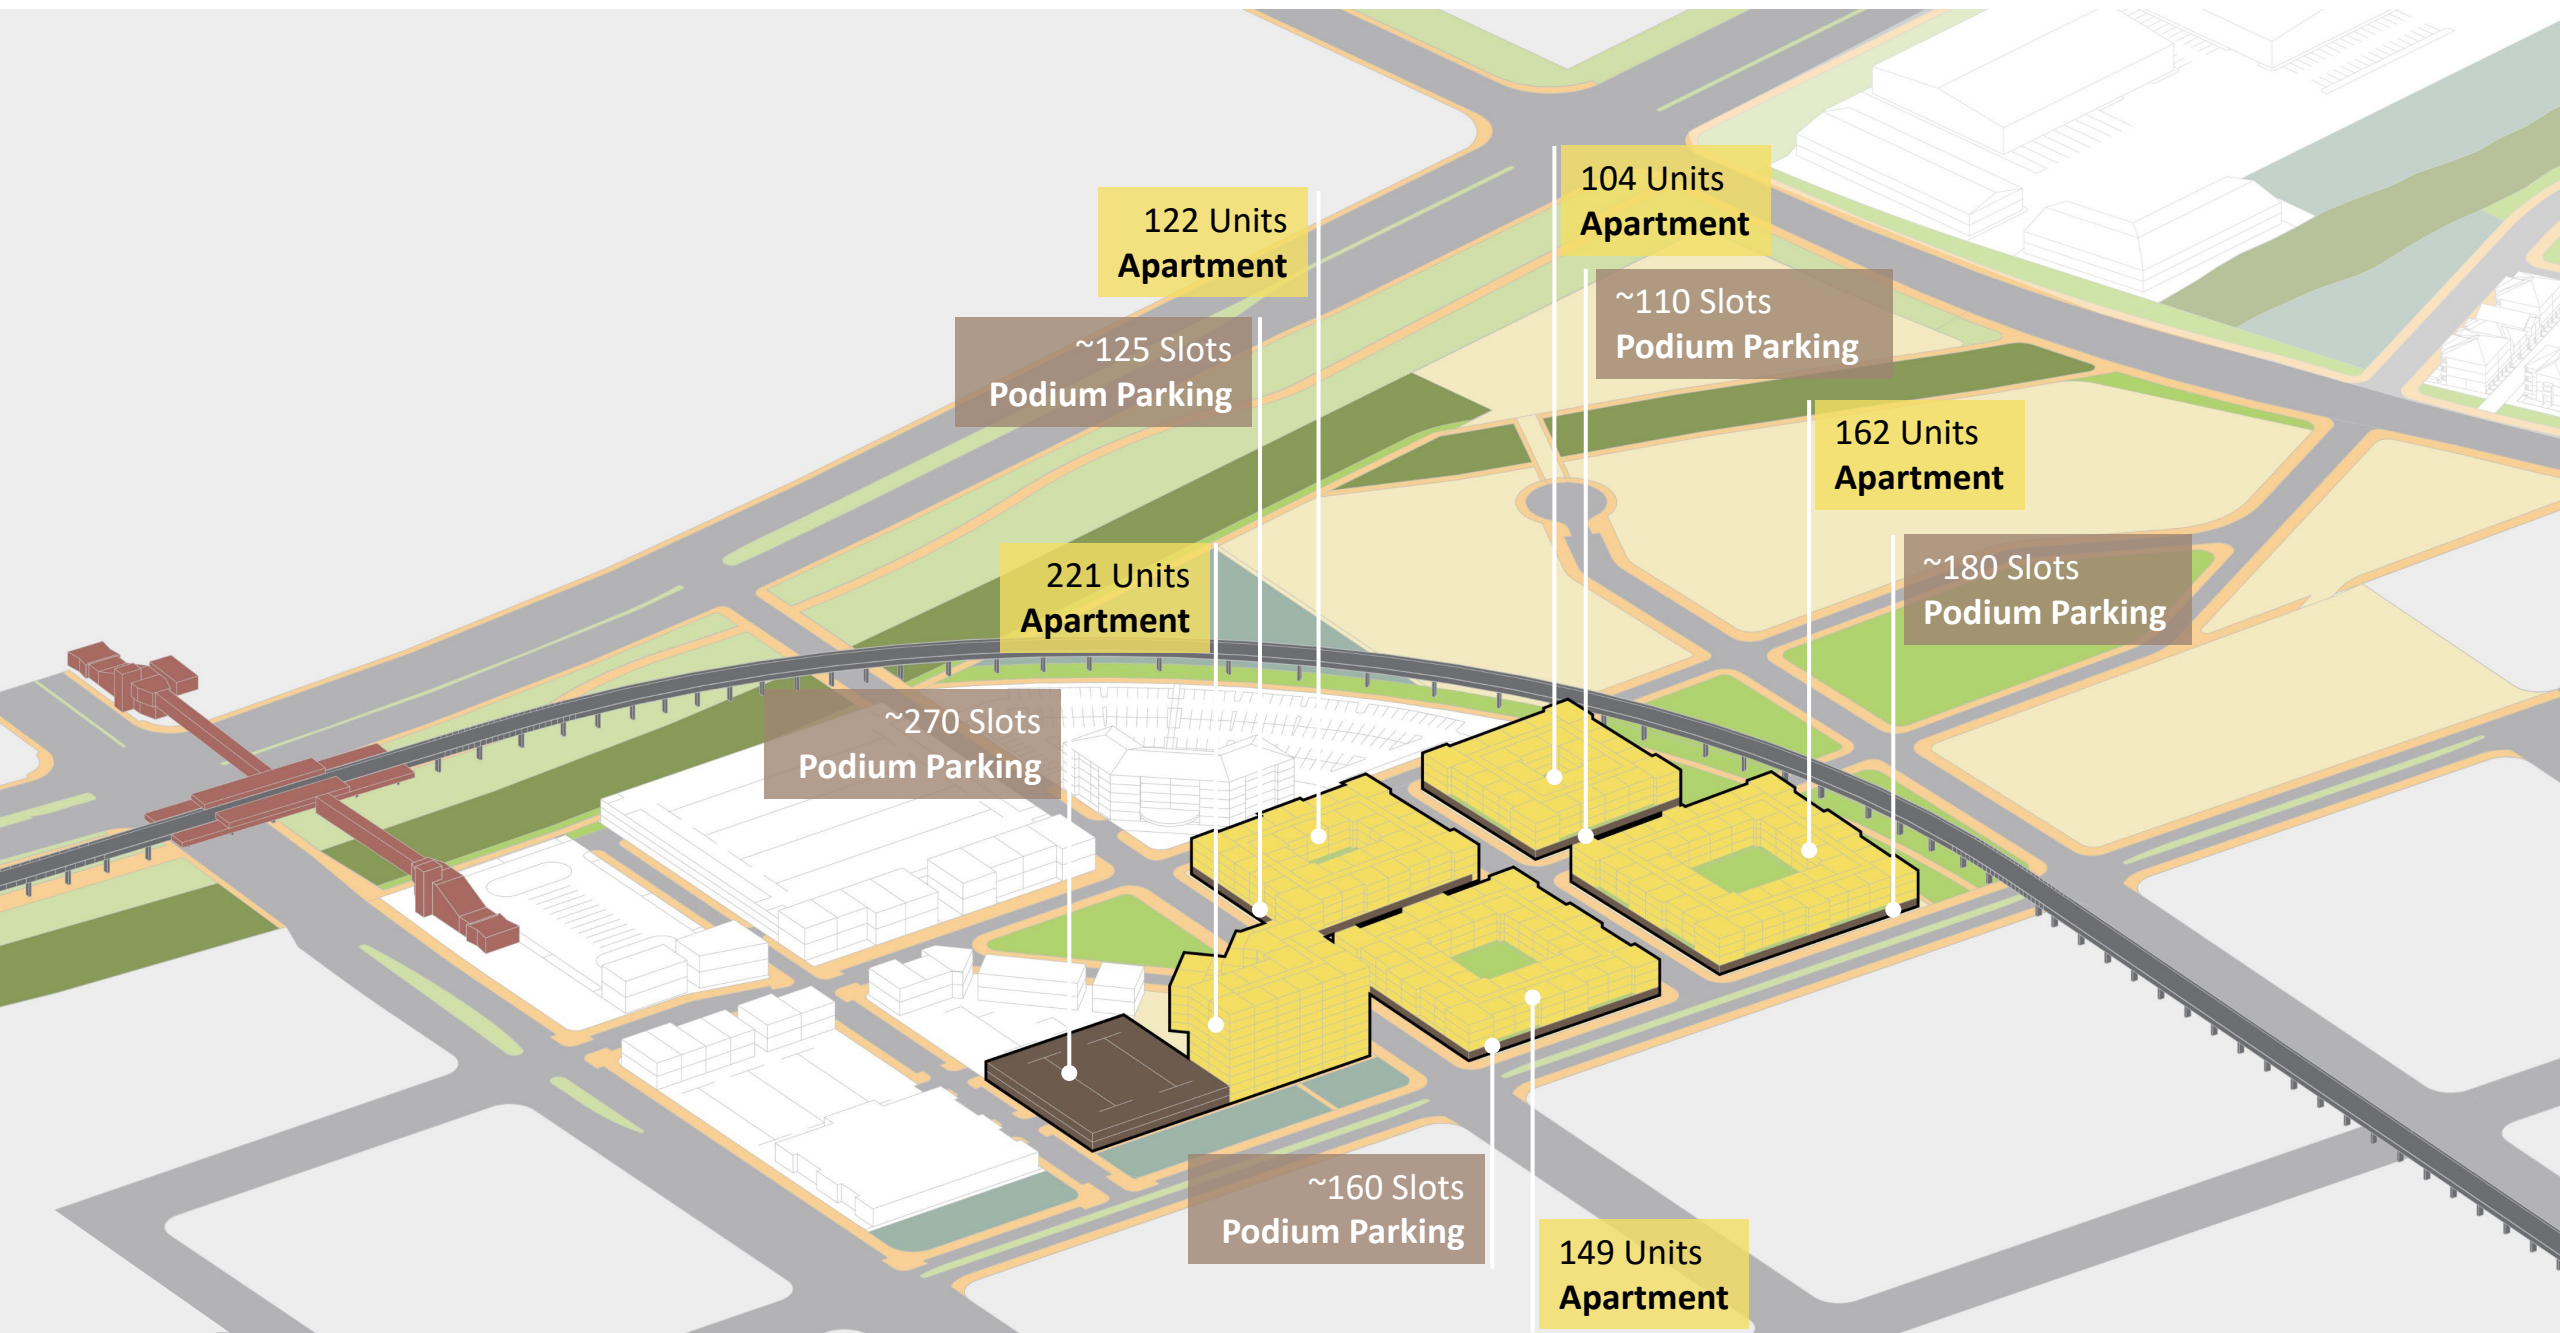 104 Units
Apartment
122 Units
Apartment
~110 Slots
Podium Parking
~125 Slots
Podium Parking
162 Units
Apartment
~180 Slots
Podium Parking
221 Units
Apartment
~270 Slots
Podium Parking
~160 Slots
Podium Parking
149 Units
Apartment